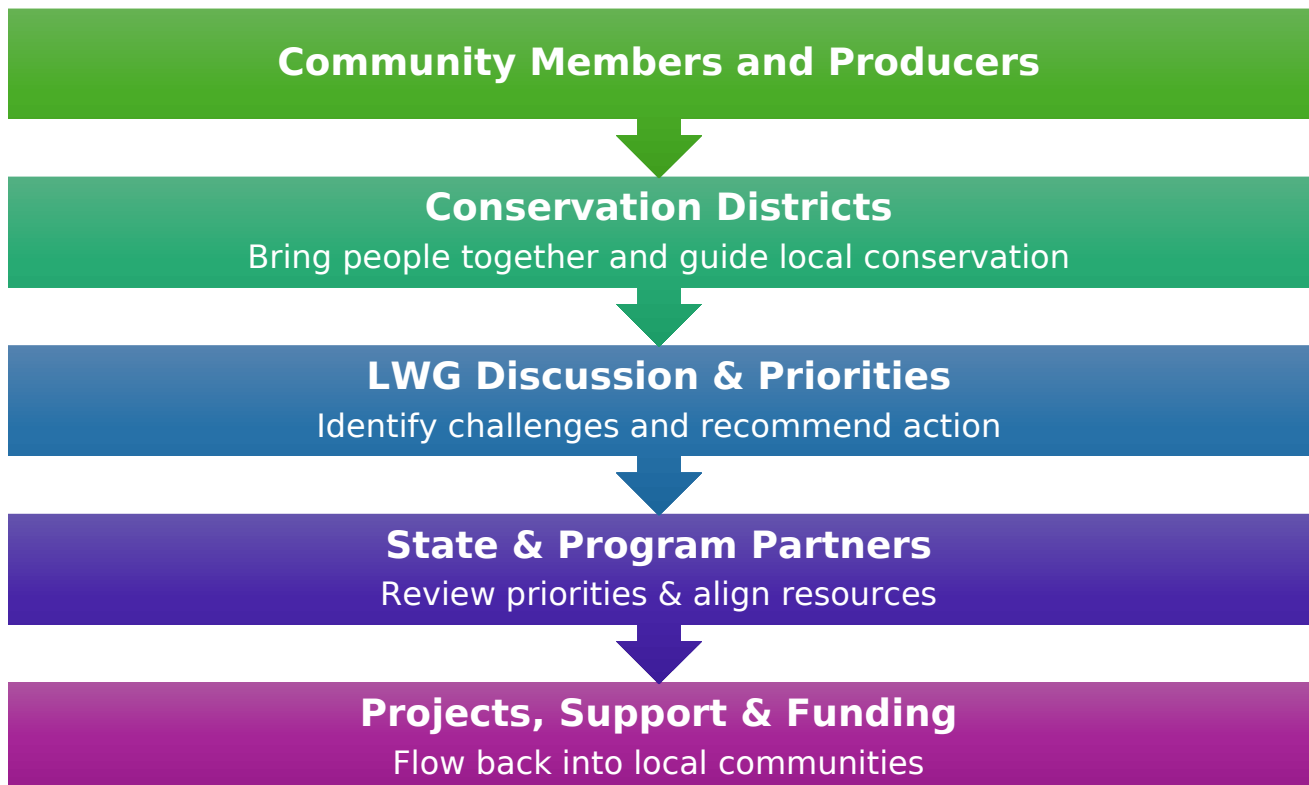 Community Members and Producers
Conservation Districts
Bring people together and guide local conservation
LWG Discussion & Priorities
Identify challenges and recommend action
State & Program Partners
Review priorities & align resources
Projects, Support & Funding
Flow back into local communities